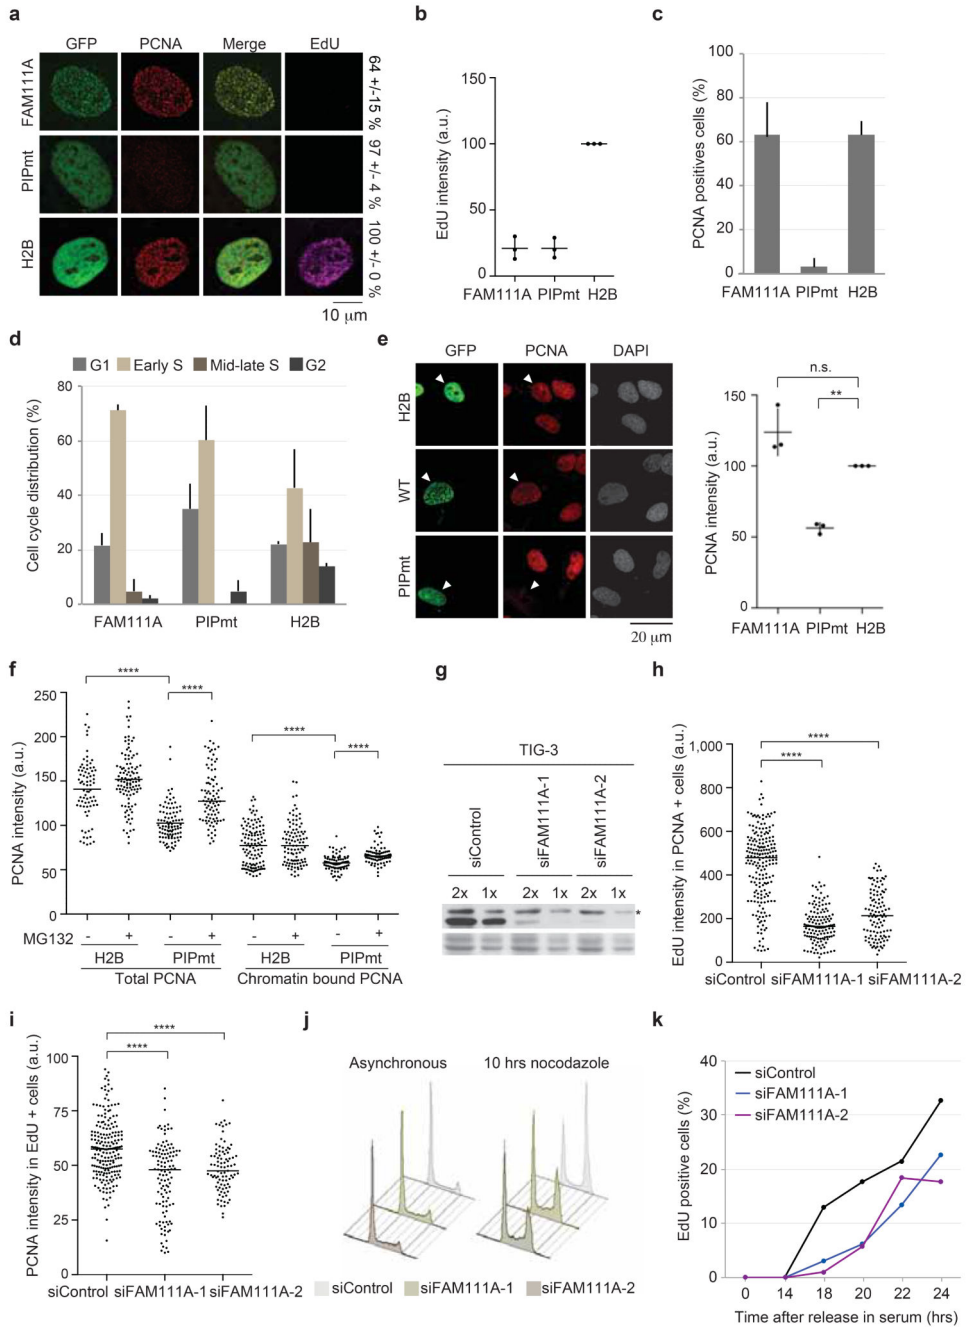 a
GFP PCNA Merge EdU
FAM111A
64 +/-15 %
PIPmt
97 +/- 4 %
H2B
100 +/- 0 %
10 μm
b
EdU intensity (a.u.)
150
100
50
0
FAM111A PIPmt H2B
c
PCNA positives cells (%)
100
80
60
40
20
0
FAM111A PIPmt H2B
d
G1 Early S Mid-late S G2
Cell cycle distribution (%)
80
60
40
20
0
FAM111A PIPmt H2B
e
GFP PCNA DAPI
H2B
WT
PIPmt
20 μm
n.s.
**
PCNA intensity (a.u.)
150
100
50
0
FAM111A PIPmt H2B
f
PCNA intensity (a.u.)
250
200
150
100
50
0
**** **** **** ****
MG132 - + - + - + - +
H2B PIPmt H2B PIPmt
Total PCNA Chromatin bound PCNA
g
TIG-3
siControl siFAM111A-1 siFAM111A-2
2x 1x 2x 1x 2x 1x
*
h
EdU intensity in PCNA + cells (a.u.)
****
****
1,000
800
600
400
200
0
siControl siFAM111A-1 siFAM111A-2
i
PCNA intensity in EdU + cells (a.u.)
****
****
100
75
50
25
0
siControl siFAM111A-1 siFAM111A-2
j
Asynchronous 10 hrs nocodazole
siControl siFAM111A-1 siFAM111A-2
k
EdU positive cells (%)
40
30
20
10
0
siControl
siFAM111A-1
siFAM111A-2
0 14 18 20 22 24
Time after release in serum (hrs)